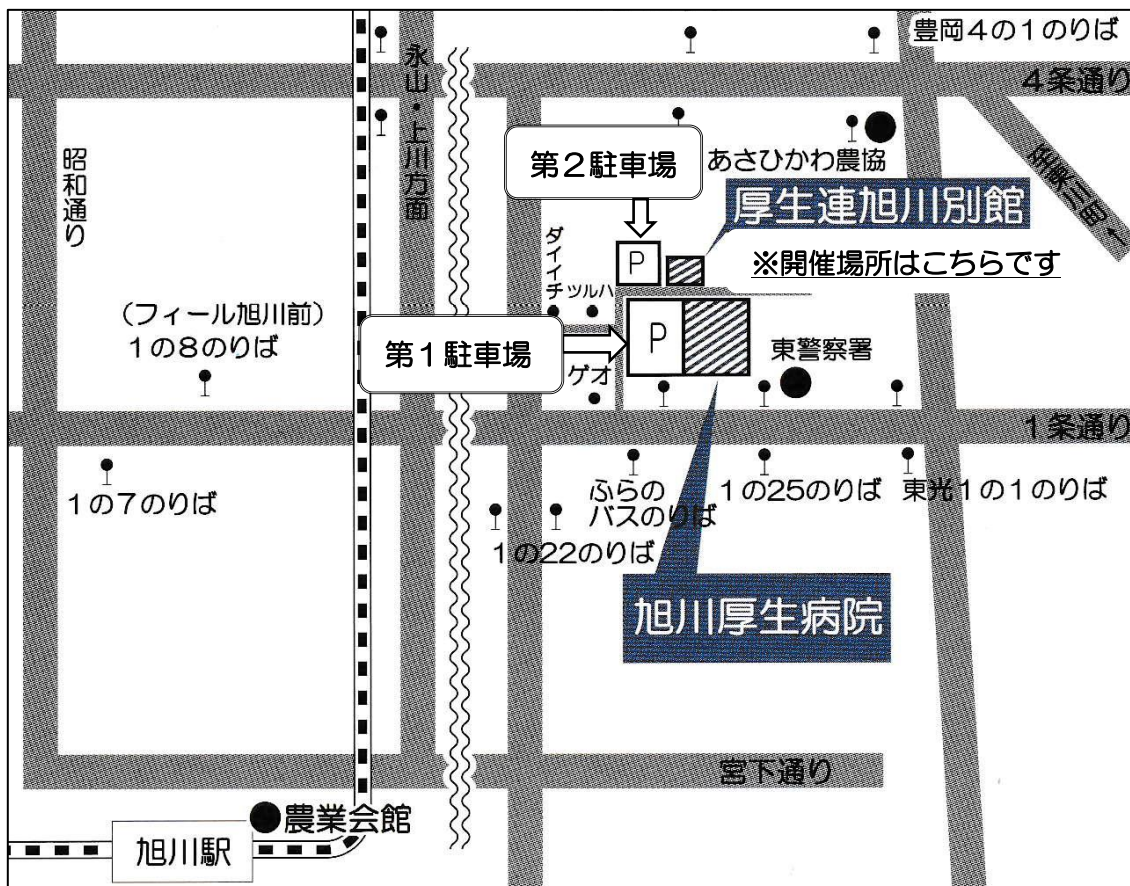 豊岡4の1のりば
永山・上川方面
4条通り
昭和通り
第2駐車場
あさひかわ農協
至東川町
厚生連旭川別館
※開催場所はこちらです
P
ダイイチ
ツルハ
(フィール旭川前)
1の8のりば
第1駐車場
P
東警察署
ゲオ
1条通り
1の7のりば
ふらの
バスのりば
1の25のりば
東光1の1のりば
1の22のりば
旭川厚生病院
宮下通り
農業会館
旭川駅